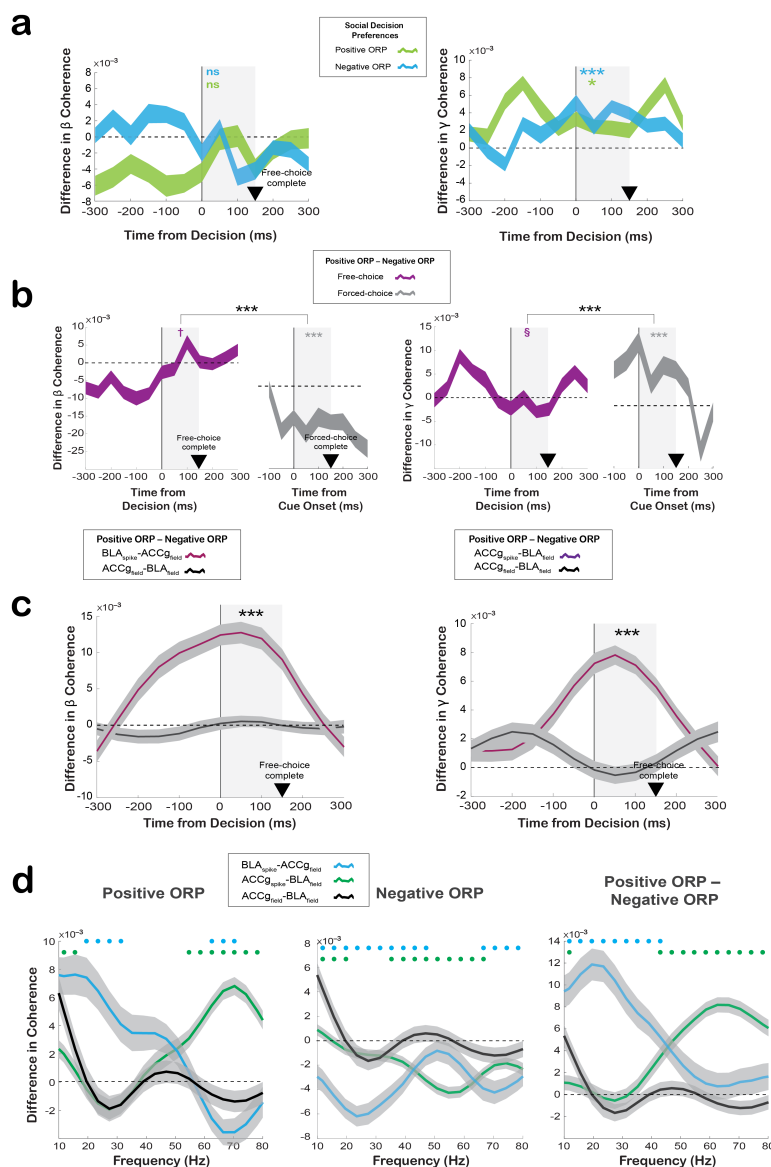 a
Social Decision
Preferences
Positive ORP
Negative ORP
×10⁻³
Difference in β Coherence
8
6
4
2
0
-2
-4
-6
-8
ns
ns
Free-choice
complete
-300 -200 -100 0 100 200 300
Time from Decision (ms)
×10⁻³
Difference in γ Coherence
10
8
6
4
2
0
-2
-4
-6
***
*
-300 -200 -100 0 100 200 300
Time from Decision (ms)
Positive ORP – Negative ORP
Free-choice
Forced-choice
b
×10⁻³
Difference in β Coherence
10
5
0
-5
-10
-15
-20
-25
***
†
***
Free-choice
complete
Forced-choice
complete
-300 -200 -100 0 100 200 300
Time from
Decision (ms)
-100 0 100 200 300
Time from
Cue Onset (ms)
×10⁻³
Difference in γ Coherence
15
10
5
0
-5
-10
***
§
***
-300 -200 -100 0 100 200 300
Time from
Decision (ms)
-100 0 100 200 300
Time from
Cue Onset (ms)
Positive ORP – Negative ORP
BLAspike-ACCgfield
ACCgfield-BLAfield
Positive ORP – Negative ORP
ACCgspike-BLAfield
ACCgfield-BLAfield
c
×10⁻³
Difference in β Coherence
15
10
5
0
-5
-10
***
Free-choice
complete
-300 -200 -100 0 100 200 300
Time from Decision (ms)
×10⁻³
Difference in γ Coherence
10
8
6
4
2
0
-2
***
Free-choice
complete
-300 -200 -100 0 100 200 300
Time from Decision (ms)
d
BLAspike-ACCgfield
ACCgspike-BLAfield
ACCgfield-BLAfield
Positive ORP
×10⁻³
Difference in Coherence
10
8
6
4
2
0
-2
10 20 30 40 50 60 70 80
Frequency (Hz)
Negative ORP
×10⁻³
8
6
4
2
0
-2
-4
-6
-8
10 20 30 40 50 60 70 80
Frequency (Hz)
Positive ORP –
Negative ORP
×10⁻³
14
12
10
8
6
4
2
0
-2
10 20 30 40 50 60 70 80
Frequency (Hz)